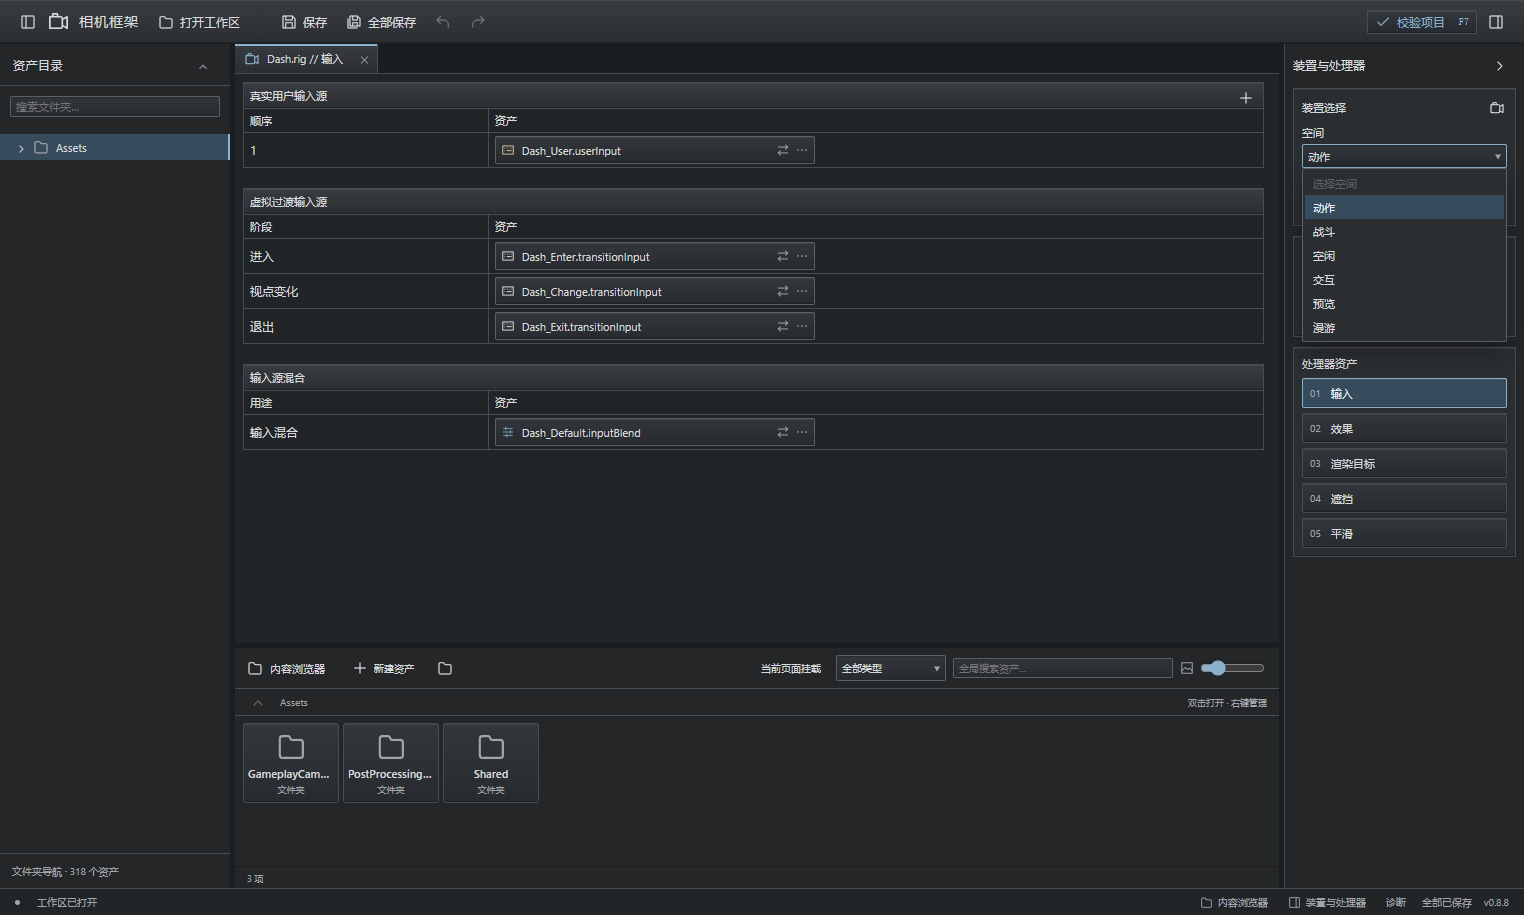 相机框架 打开工作区 保存 全部保存 校验项目 F7
资产目录
搜索文件夹...
Assets
文件夹导航 · 318 个资产
Dash.rig // 输入
真实用户输入源
顺序 资产
1 Dash_User.userInput
虚拟过渡输入源
阶段 资产
进入 Dash_Enter.transitionInput
视点变化 Dash_Change.transitionInput
退出 Dash_Exit.transitionInput
输入源混合
用途 资产
输入混合 Dash_Default.inputBlend
内容浏览器 新建资产 当前页面挂载 全部类型 全局搜索资产...
Assets 双击打开 · 右键管理
GameplayCam...
文件夹
PostProcessing...
文件夹
Shared
文件夹
3 项
装置与处理器
装置选择
空间
动作
选择空间
动作
战斗
空闲
交互
预览
漫游
处理器资产
01 输入
02 效果
03 渲染目标
04 遮挡
05 平滑
工作区已打开 内容浏览器 装置与处理器 诊断 全部已保存 v0.8.8